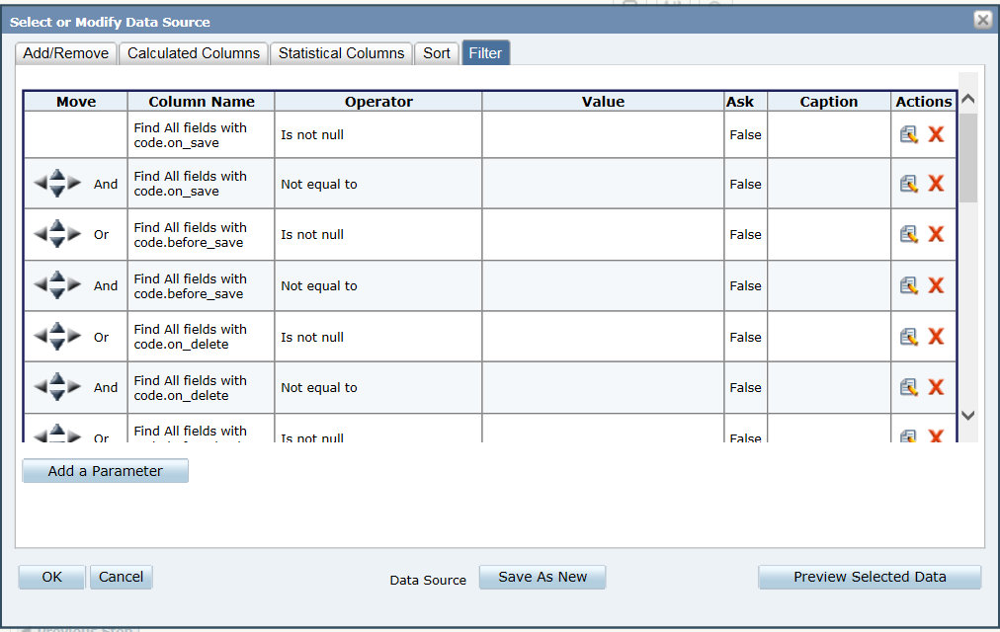 Select or Modify Data Source
Add/Remove Calculated Columns Statistical Columns Sort Filter
Move Column Name Operator Value Ask Caption Actions
Find All fields with
code.on_save
Is not null False
And
Find All fields with
code.on_save
Not equal to False
Or
Find All fields with
code.before_save
Is not null False
And
Find All fields with
code.before_save
Not equal to False
Or
Find All fields with
code.on_delete
Is not null False
And
Find All fields with
code.on_delete
Not equal to False
Or
Find All fields with
Is not null False
Add a Parameter
OK Cancel Data Source Save As New Preview Selected Data
Previous Step